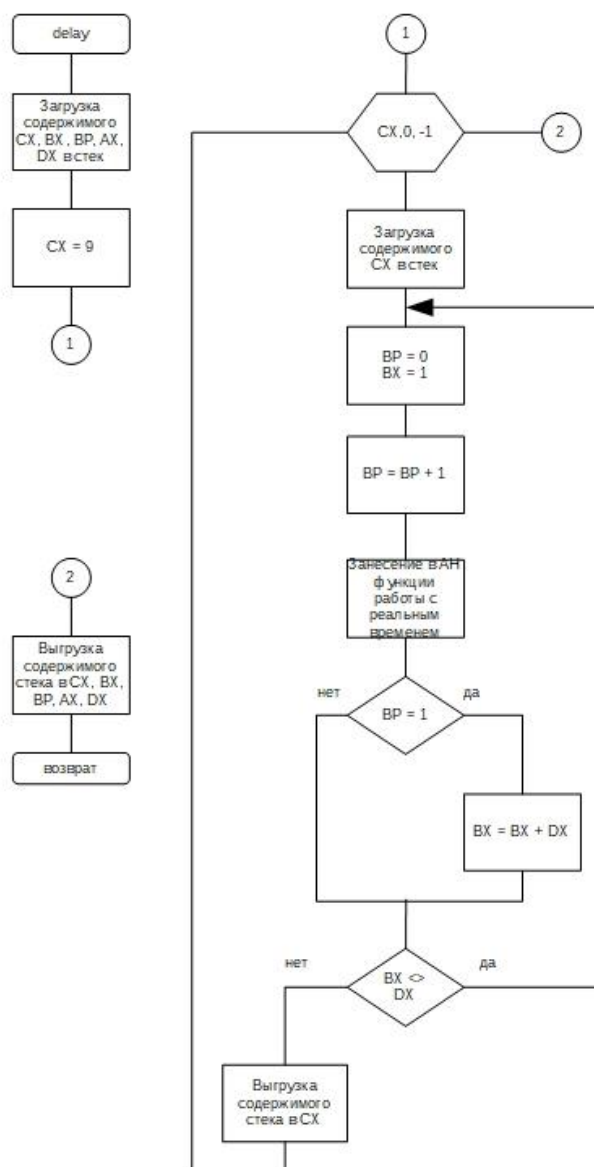 delay
Загрузка
содержимого
CX, BX, BP, AX,
DX в стек
CX = 9
1
2
Выгрузка
содержимого
стека в CX, BX,
BP, AX, DX
возврат
1
CX,0, -1
2
Загрузка
содержимого
CX в стек
BP = 0
BX = 1
BP = BP + 1
Занесение в AH
функции
работы с
реальным
временем
нет
да
BP = 1
BX = BX + DX
нет
да
BX <>
DX
Выгрузка
содержимого
стека в CX